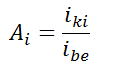 A_i = i_ki / i_be